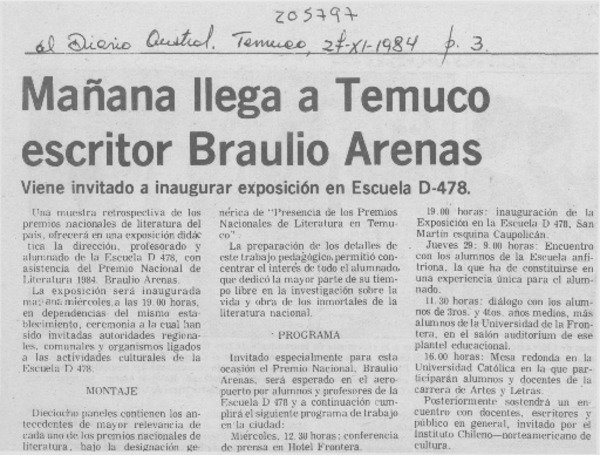 205797
el Diario Austral. Temuco, 27-XI-1984 p. 3.
Mañana llega a Temuco
escritor Braulio Arenas
Viene invitado a inaugurar exposición en Escuela D-478.
Una muestra retrospectiva de los
premios nacionales de literatura del
país, ofrecerá en una exposición didác-
tica la dirección, profesorado y
alumnado de la Escuela D 478, con
asistencia del Premio Nacional de
Literatura 1984, Braulio Arenas.
La exposición será inaugurada
mañana miércoles a las 19.00 horas,
en dependencias del mismo esta-
blecimiento, ceremonia a la cual han
sido invitadas autoridades regiona-
les, comunales y organismos ligados
a las actividades culturales de la
Escuela D 478.
MONTAJE
Dieciocho paneles contienen los an-
tecedentes de mayor relevancia de
cada uno de los premios nacionales de
literatura, bajo la designación ge-
nérica de "Presencia de los Premios
Nacionales de Literatura en Temu-
co"
La preparación de los detalles de
este trabajo pedagógico, permitió con-
centrar el interés de todo el alumnado,
que dedicó la mayor parte de su tiem-
po libre en la investigación sobre la
vida y obra de los inmortales de la
literatura nacional.
PROGRAMA
Invitado especialmente para esta
ocasión el Premio Nacional, Braulio
Arenas, será esperado en el aero-
puerto por alumnos y profesores de la
Escuela D 478 y a continuación cum-
plirá el siguiente programa de trabajo
en la ciudad:
Miércoles, 12.30 horas: conferencia
de prensa en Hotel Frontera.
19.00 horas: inauguración de la
Exposición en la Escuela D 478, San
Martín esquina Caupolicán.
Jueves 29: 9.00 horas: Encuentro
con los alumnos de la Escuela anfi-
triona, la que ha de constituirse en
una experiencia única para el alum-
nado.
11.30 horas: diálogo con los alum-
nos de 3ros. y 4tos. años medios, más
alumnos de la Universidad de la Fron-
tera, en el salón auditorium de ese
plantel educacional.
16.00 horas: Mesa redonda en la
Universidad Católica en la que par-
ticiparán alumnos y docentes de la
carrera de Artes y Letras.
Posteriormente sostendrá un en-
cuentro con docentes, escritores y
público en general, invitado por el
Instituto Chileno—norteamericano de
cultura.